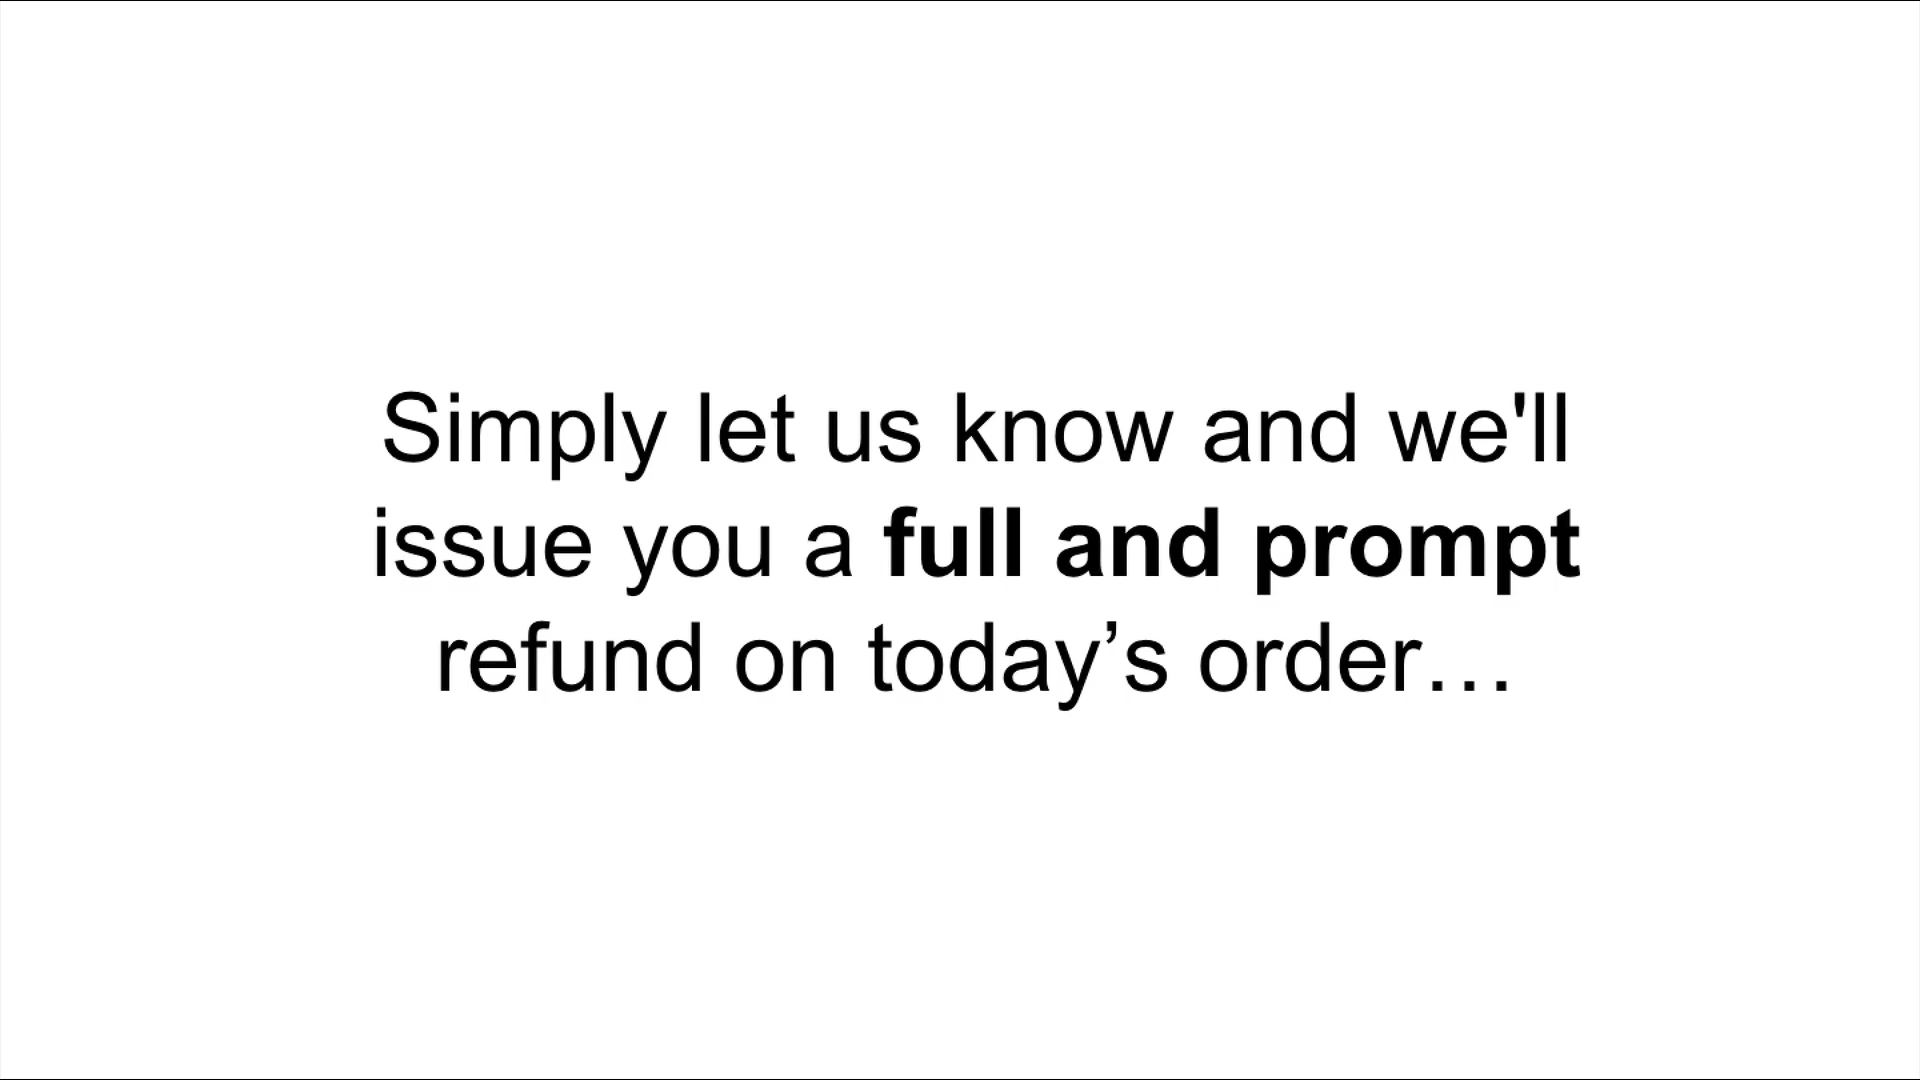 Simply let us know and we'll
issue you a full and prompt
refund on today’s order…